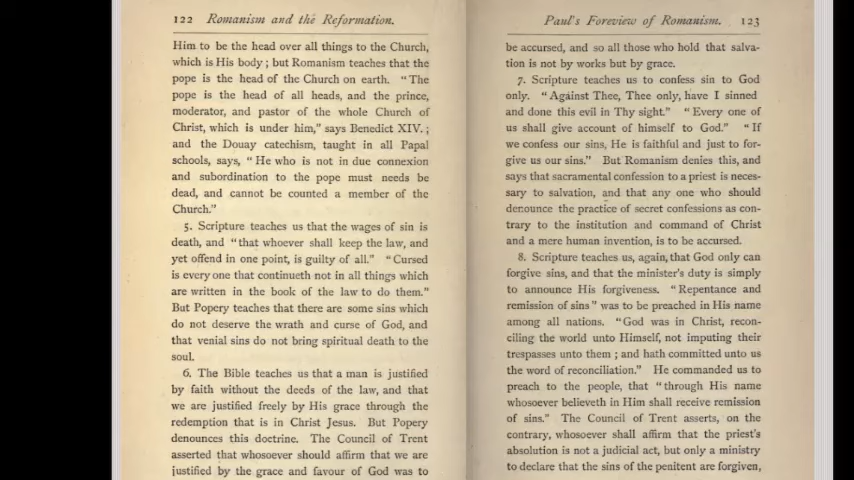 122 Romanism and the Reformation.
Him to be the head over all things to the Church,
which is His body ; but Romanism teaches that the
pope is the head of the Church on earth. "The
pope is the head of all heads, and the prince,
moderator, and pastor of the whole Church of
Christ, which is under him," says Benedict XIV. ;
and the Douay catechism, taught in all Papal
schools, says, " He who is not in due connexion
and subordination to the pope must needs be
dead, and cannot be counted a member of the
Church."
5. Scripture teaches us that the wages of sin is
death, and "that whoever shall keep the law, and
yet offend in one point, is guilty of all." "Cursed
is every one that continueth not in all things which
are written in the book of the law to do them."
But Popery teaches that there are some sins which
do not deserve the wrath and curse of God, and
that venial sins do not bring spiritual death to the
soul.
6. The Bible teaches us that a man is justified
by faith without the deeds of the law, and that
we are justified freely by His grace through the
redemption that is in Christ Jesus. But Popery
denounces this doctrine. The Council of Trent
asserted that whosoever should affirm that we are
justified by the grace and favour of God was to
Paul's Foreview of Romanism. 123
be accursed, and so all those who hold that salva-
tion is not by works but by grace.
7. Scripture teaches us to confess sin to God
only. "Against Thee, Thee only, have I sinned
and done this evil in Thy sight." "Every one of
us shall give account of himself to God." "If
we confess our sins, He is faithful and just to for-
give us our sins." But Romanism denies this, and
says that sacramental confession to a priest is neces-
sary to salvation, and that any one who should
denounce the practice of secret confessions as con-
trary to the institution and command of Christ
and a mere human invention, is to be accursed.
8. Scripture teaches us, again, that God only can
forgive sins, and that the minister's duty is simply
to announce His forgiveness. "Repentance and
remission of sins" was to be preached in His name
among all nations. "God was in Christ, recon-
ciling the world unto Himself, not imputing their
trespasses unto them ; and hath committed unto us
the word of reconciliation." He commanded us to
preach to the people, that "through His name
whosoever believeth in Him shall receive remission
of sins." The Council of Trent asserts, on the
contrary, whosoever shall affirm that the priest's
absolution is not a judicial act, but only a ministry
to declare that the sins of the penitent are forgiven,